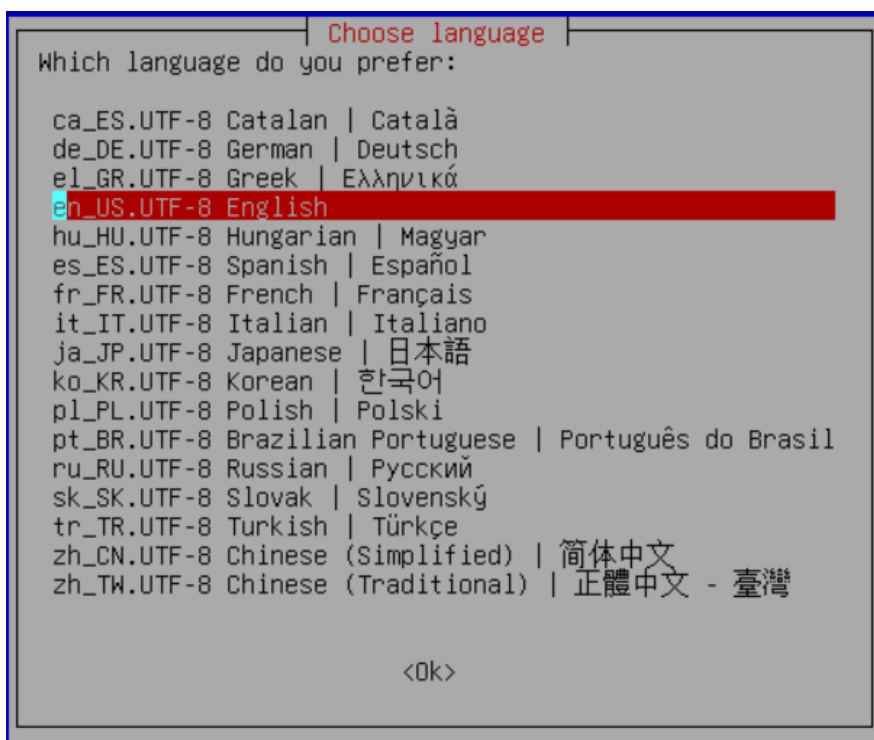 Choose language
Which language do you prefer:
ca_ES.UTF-8 Catalan | Català
de_DE.UTF-8 German | Deutsch
el_GR.UTF-8 Greek | Ελληνικά
en_US.UTF-8 English
hu_HU.UTF-8 Hungarian | Magyar
es_ES.UTF-8 Spanish | Español
fr_FR.UTF-8 French | Français
it_IT.UTF-8 Italian | Italiano
ja_JP.UTF-8 Japanese | 日本語
ko_KR.UTF-8 Korean | 한국어
pl_PL.UTF-8 Polish | Polski
pt_BR.UTF-8 Brazilian Portuguese | Português do Brasil
ru_RU.UTF-8 Russian | Русский
sk_SK.UTF-8 Slovak | Slovenský
tr_TR.UTF-8 Turkish | Türkçe
zh_CN.UTF-8 Chinese (Simplified) | 简体中文
zh_TW.UTF-8 Chinese (Traditional) | 正體中文 - 臺灣
<Ok>